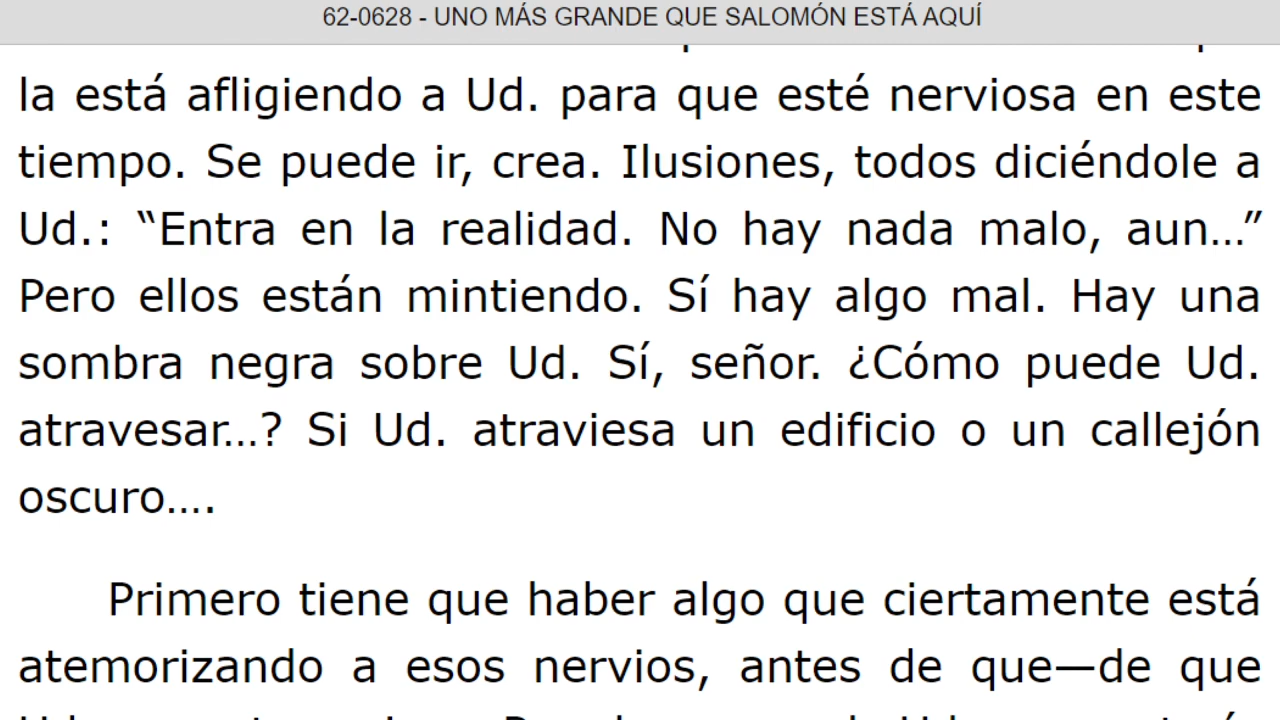 62-0628 - UNO MÁS GRANDE QUE SALOMÓN ESTÁ AQUÍ
la está afligiendo a Ud. para que esté nerviosa en este
tiempo. Se puede ir, crea. Ilusiones, todos diciéndole a
Ud.: “Entra en la realidad. No hay nada malo, aun…”
Pero ellos están mintiendo. Sí hay algo mal. Hay una
sombra negra sobre Ud. Sí, señor. ¿Cómo puede Ud.
atravesar…? Si Ud. atraviesa un edificio o un callejón
oscuro….
Primero tiene que haber algo que ciertamente está
atemorizando a esos nervios, antes de que—de que